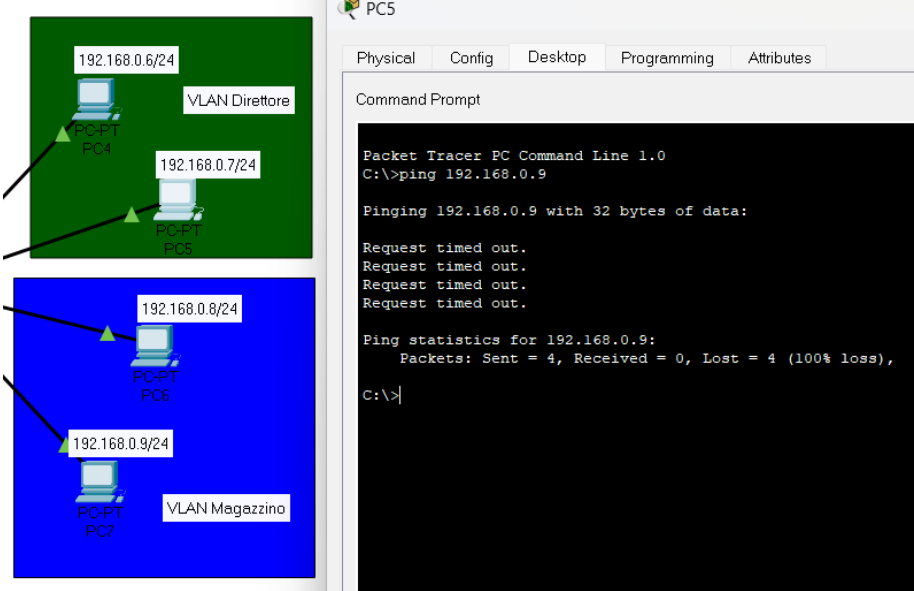 192.168.0.6/24
VLAN Direttore
PC-PT
PC4
192.168.0.7/24
PC-PT
PC5
192.168.0.8/24
PC-PT
PC6
192.168.0.9/24
PC-PT
PC7
VLAN Magazzino
PC5
Physical Config Desktop Programming Attributes
Command Prompt
Packet Tracer PC Command Line 1.0
C:\>ping 192.168.0.9
Pinging 192.168.0.9 with 32 bytes of data:
Request timed out.
Request timed out.
Request timed out.
Request timed out.
Ping statistics for 192.168.0.9:
Packets: Sent = 4, Received = 0, Lost = 4 (100% loss),
C:\>